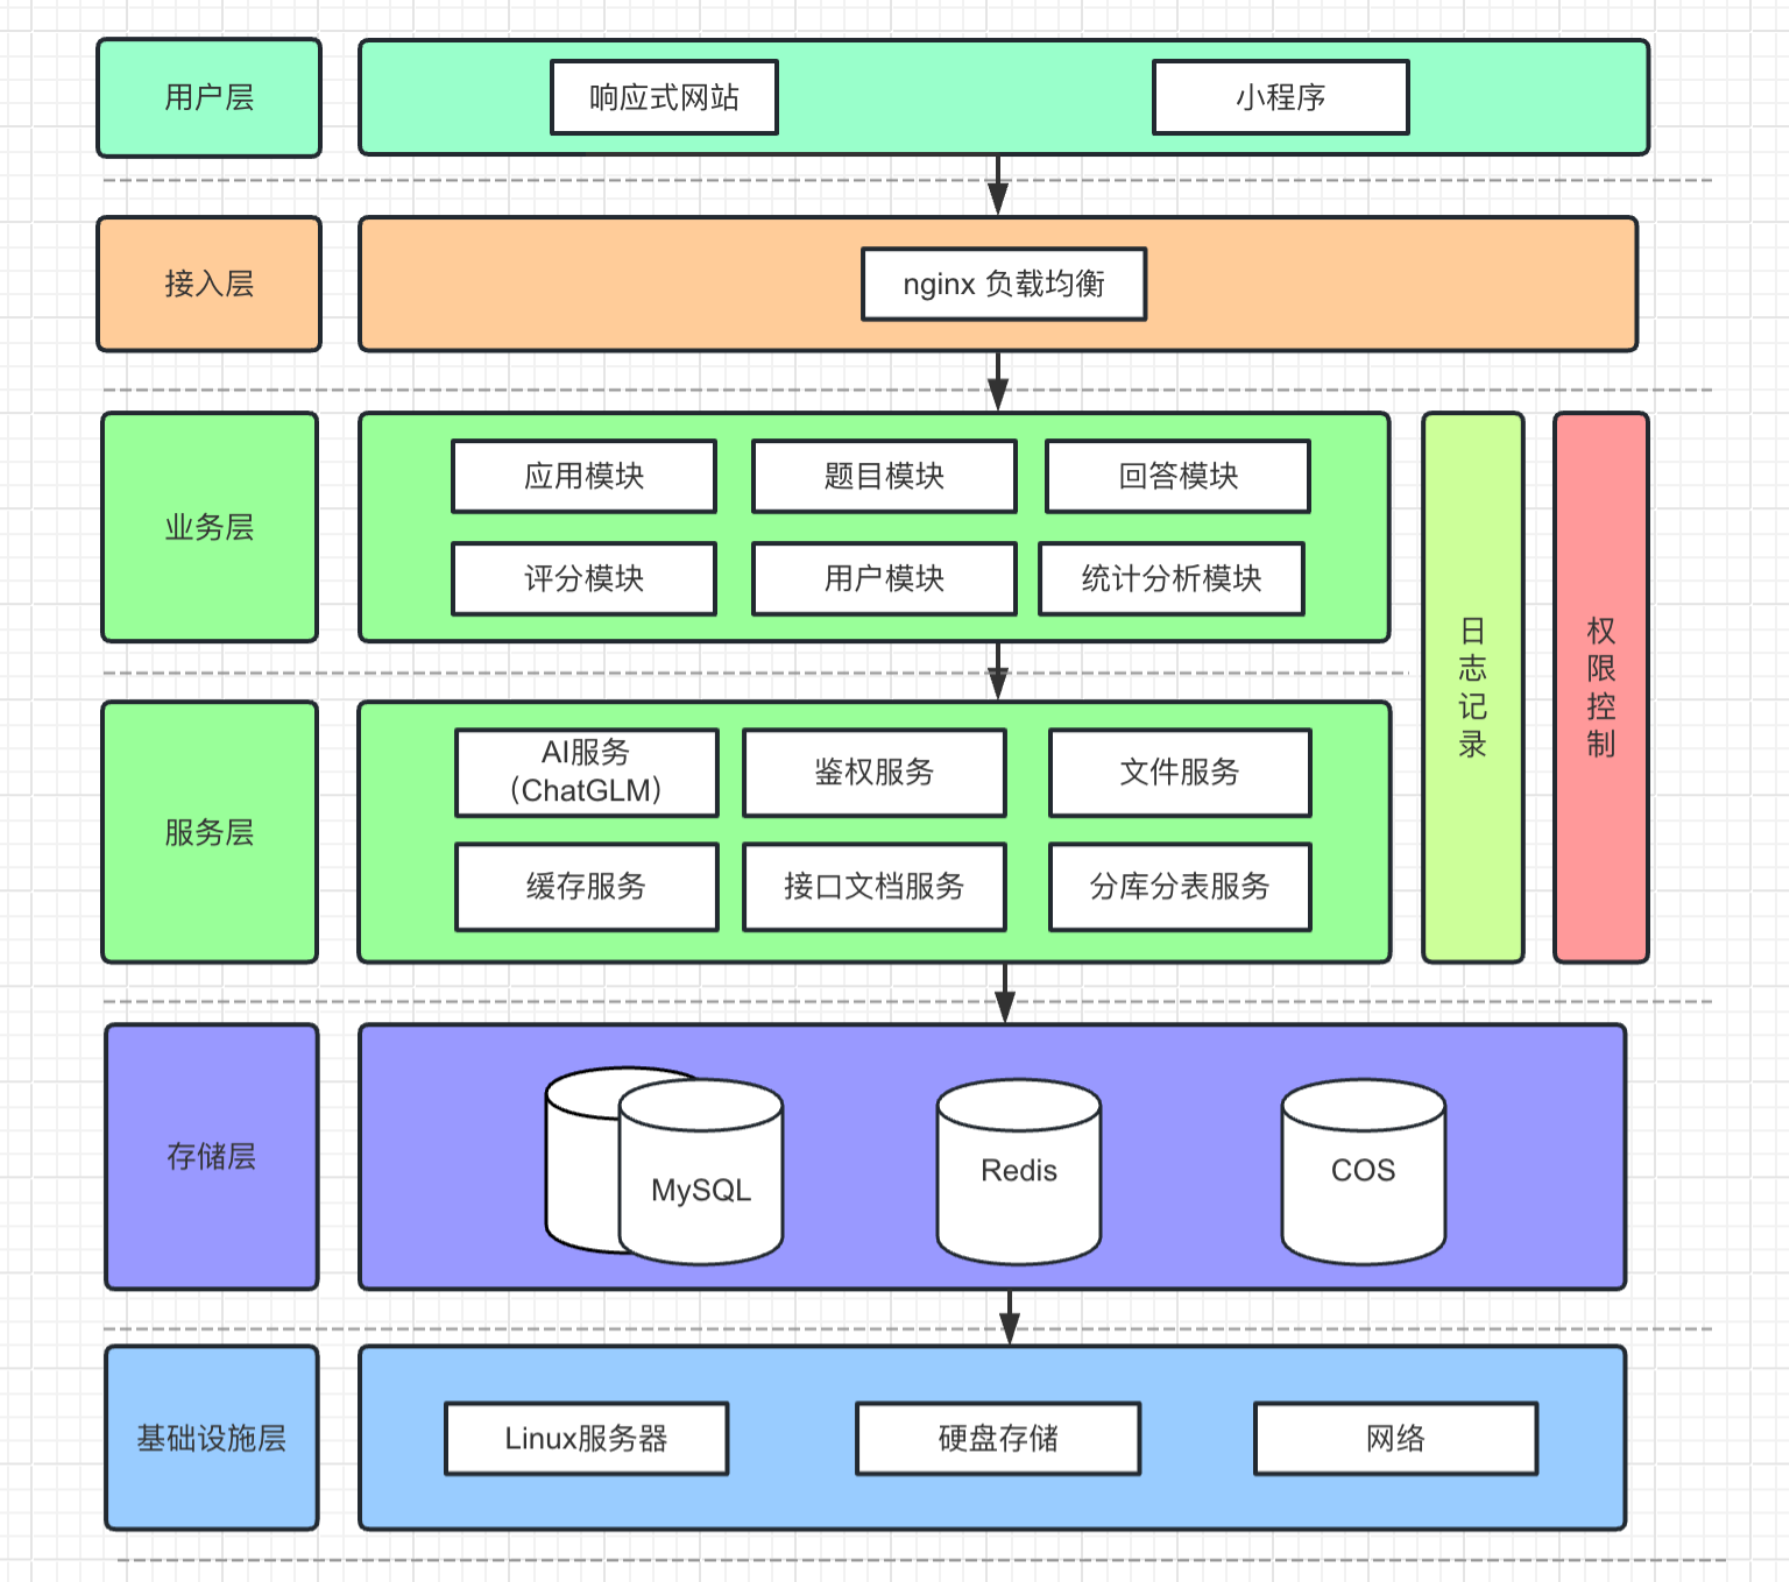 用户层
响应式网站
小程序
接入层
nginx 负载均衡
业务层
应用模块
题目模块
回答模块
评分模块
用户模块
统计分析模块
日
志
记
录
权
限
控
制
服务层
AI服务
（ChatGLM）
鉴权服务
文件服务
缓存服务
接口文档服务
分库分表服务
存储层
MySQL
Redis
COS
基础设施层
Linux服务器
硬盘存储
网络